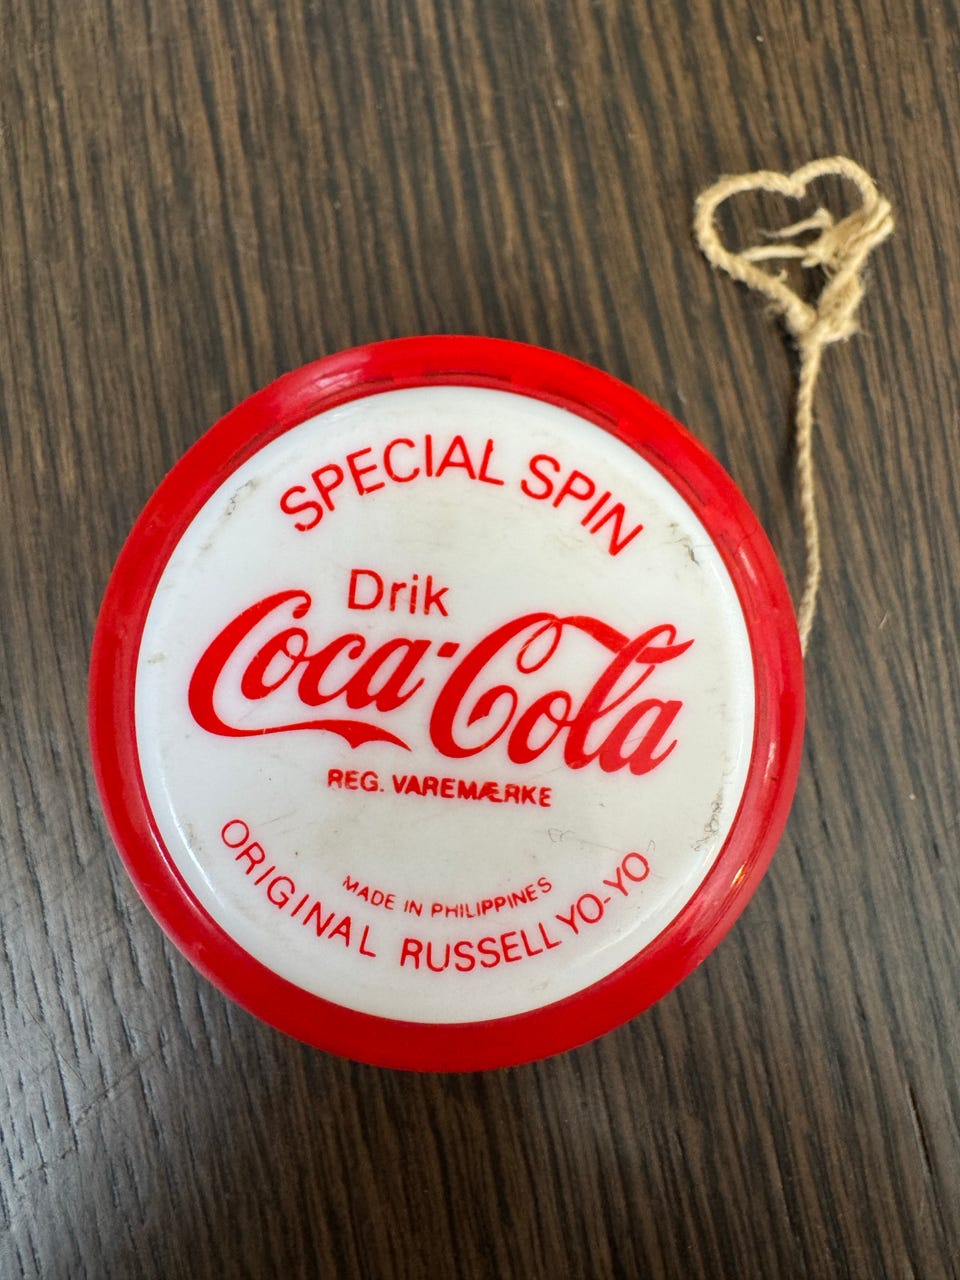 SPECIAL SPIN
Drik
Coca-Cola
REG. VAREMÆRKE
MADE IN PHILIPPINES
ORIGINAL RUSSELL YO-YO